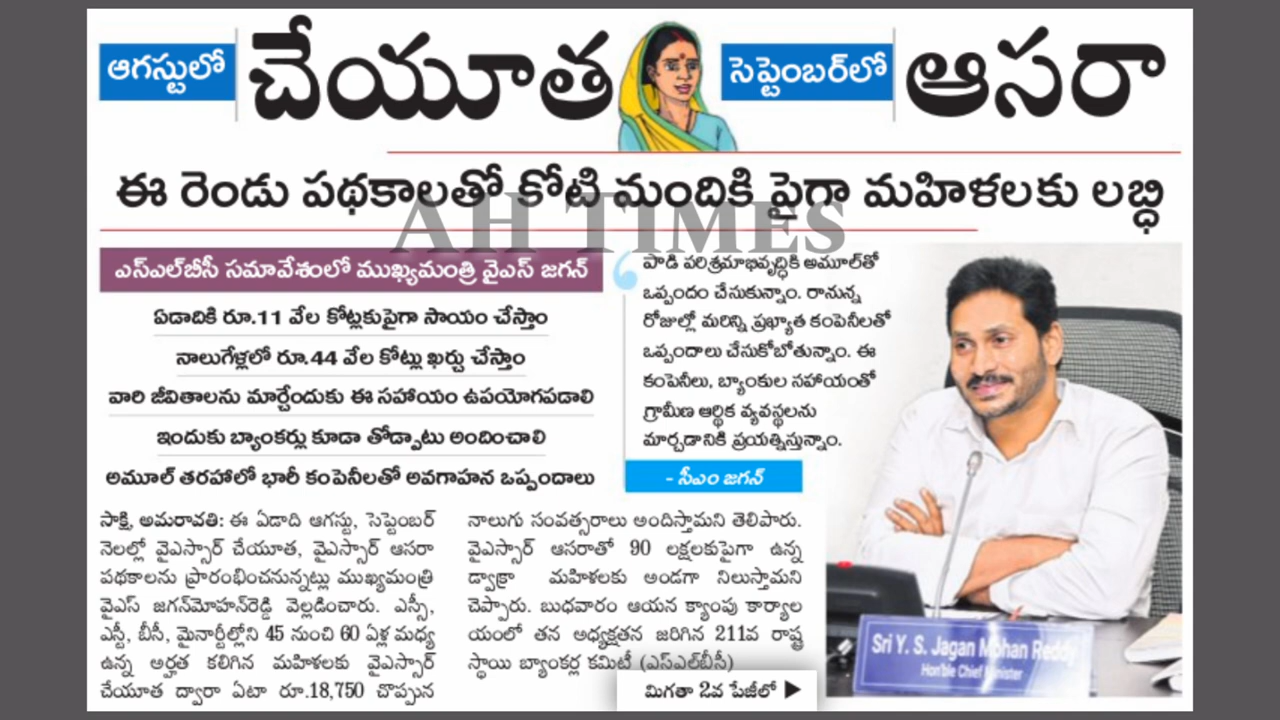 ఆగస్టులో చేయూత సెప్టెంబర్‌లో ఆసరా
ఈ రెండు పథకాలతో కోటి మందికి పైగా మహిళలకు లబ్ధి
AH TIMES
ఎస్ఎల్‌బీసీ సమావేశంలో ముఖ్యమంత్రి వైఎస్ జగన్
ఏడాదికి రూ.11 వేల కోట్లకుపైగా సాయం చేస్తాం
నాలుగేళ్లలో రూ.44 వేల కోట్లు ఖర్చు చేస్తాం
వారి జీవితాలను మార్చేందుకు ఈ సహాయం ఉపయోగపడాలి
ఇందుకు బ్యాంకర్లు కూడా తోడ్పాటు అందించాలి
అమూల్ తరహాలో భారీ కంపెనీలతో అవగాహన ఒప్పందాలు
పాడి పరిశ్రమాభివృద్ధికి అమూల్‌తో
ఒప్పందం చేసుకున్నాం. రానున్న
రోజుల్లో మరిన్ని ప్రఖ్యాత కంపెనీలతో
ఒప్పందాలు చేసుకోబోతున్నాం. ఈ
కంపెనీలు, బ్యాంకుల సహాయంతో
గ్రామీణ ఆర్థిక వ్యవస్థలను
మార్చడానికి ప్రయత్నిస్తున్నాం.
- సీఎం జగన్
సాక్షి, అమరావతి: ఈ ఏడాది ఆగస్టు, సెప్టెంబర్
నెలల్లో వైఎస్సార్ చేయూత, వైఎస్సార్ ఆసరా
పథకాలను ప్రారంభించనున్నట్లు ముఖ్యమంత్రి
వైఎస్ జగన్‌మోహన్‌రెడ్డి వెల్లడించారు. ఎస్సీ,
ఎస్టీ, బీసీ, మైనార్టీల్లోని 45 నుంచి 60 ఏళ్ల మధ్య
ఉన్న అర్హత కలిగిన మహిళలకు వైఎస్సార్
చేయూత ద్వారా ఏటా రూ.18,750 చొప్పున
నాలుగు సంవత్సరాలు అందిస్తామని తెలిపారు.
వైఎస్సార్ ఆసరాతో 90 లక్షలకుపైగా ఉన్న
డ్వాక్రా మహిళలకు అండగా నిలుస్తామని
చెప్పారు. బుధవారం ఆయన క్యాంపు కార్యాల
యంలో తన అధ్యక్షతన జరిగిన 211వ రాష్ట్ర
స్థాయి బ్యాంకర్ల కమిటీ (ఎస్ఎల్‌బీసీ)
మిగతా 2వ పేజీలో ▶
Sri Y. S. Jagan Mohan Reddy
Hon'ble Chief Minister